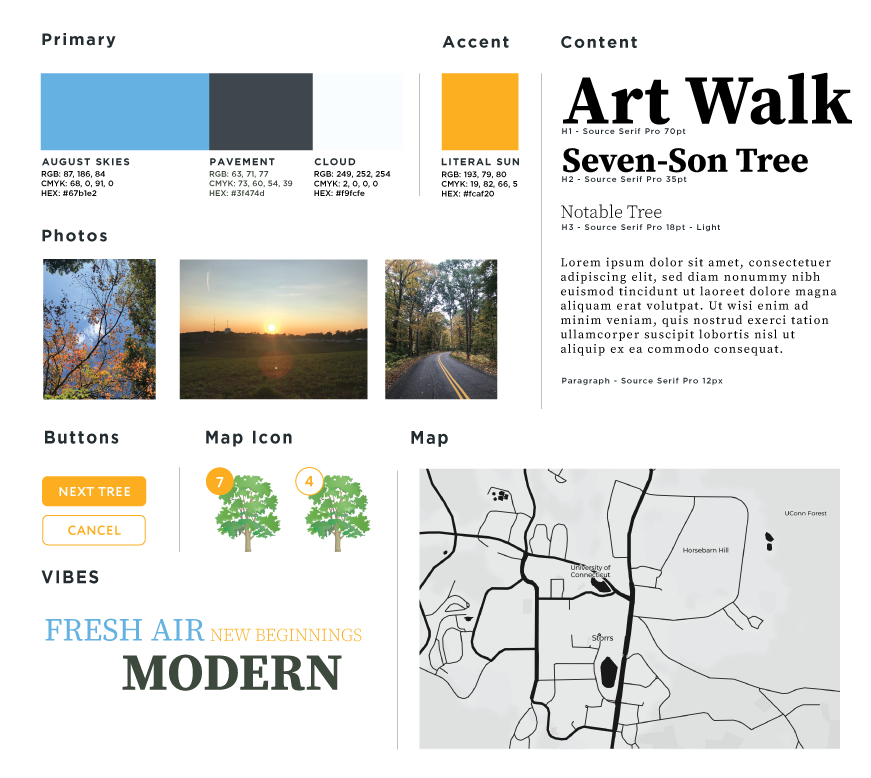 Primary
Accent
Content
AUGUST SKIES
RGB: 87, 186, 84
CMYK: 68, 0, 91, 0
HEX: #67b1e2
PAVEMENT
RGB: 63, 71, 77
CMYK: 73, 60, 54, 39
HEX: #3f474d
CLOUD
RGB: 249, 252, 254
CMYK: 2, 0, 0, 0
HEX: #f9fcfe
LITERAL SUN
RGB: 193, 79, 80
CMYK: 19, 82, 66, 5
HEX: #fcaf20
Art Walk
H1 - Source Serif Pro 70pt
Seven-Son Tree
H2 - Source Serif Pro 35pt
Notable Tree
H3 - Source Serif Pro 18pt - Light
Lorem ipsum dolor sit amet, consectetuer
adipiscing elit, sed diam nonummy nibh
euismod tincidunt ut laoreet dolore magna
aliquam erat volutpat. Ut wisi enim ad
minim veniam, quis nostrud exerci tation
ullamcorper suscipit lobortis nisl ut
aliquip ex ea commodo consequat.
Paragraph - Source Serif Pro 12px
Photos
Buttons
NEXT TREE
CANCEL
Map Icon
7
4
Map
UConn Forest
Horsebarn Hill
University of
Connecticut
Storrs
VIBES
FRESH AIR NEW BEGINNINGS
MODERN